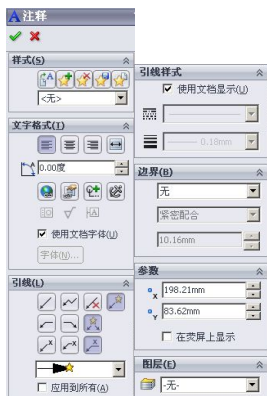 注释
样式(S)
<无>
文字格式(T)
0.00度
使用文档字体(U)
字体(N)...
引线(L)
应用到所有(A)
引线样式
使用文档显示(U)
0.18mm
边界(B)
无
紧密配合
10.16mm
参数
x 198.21mm
y 83.62mm
在荧屏上显示
图层(E)
-无-